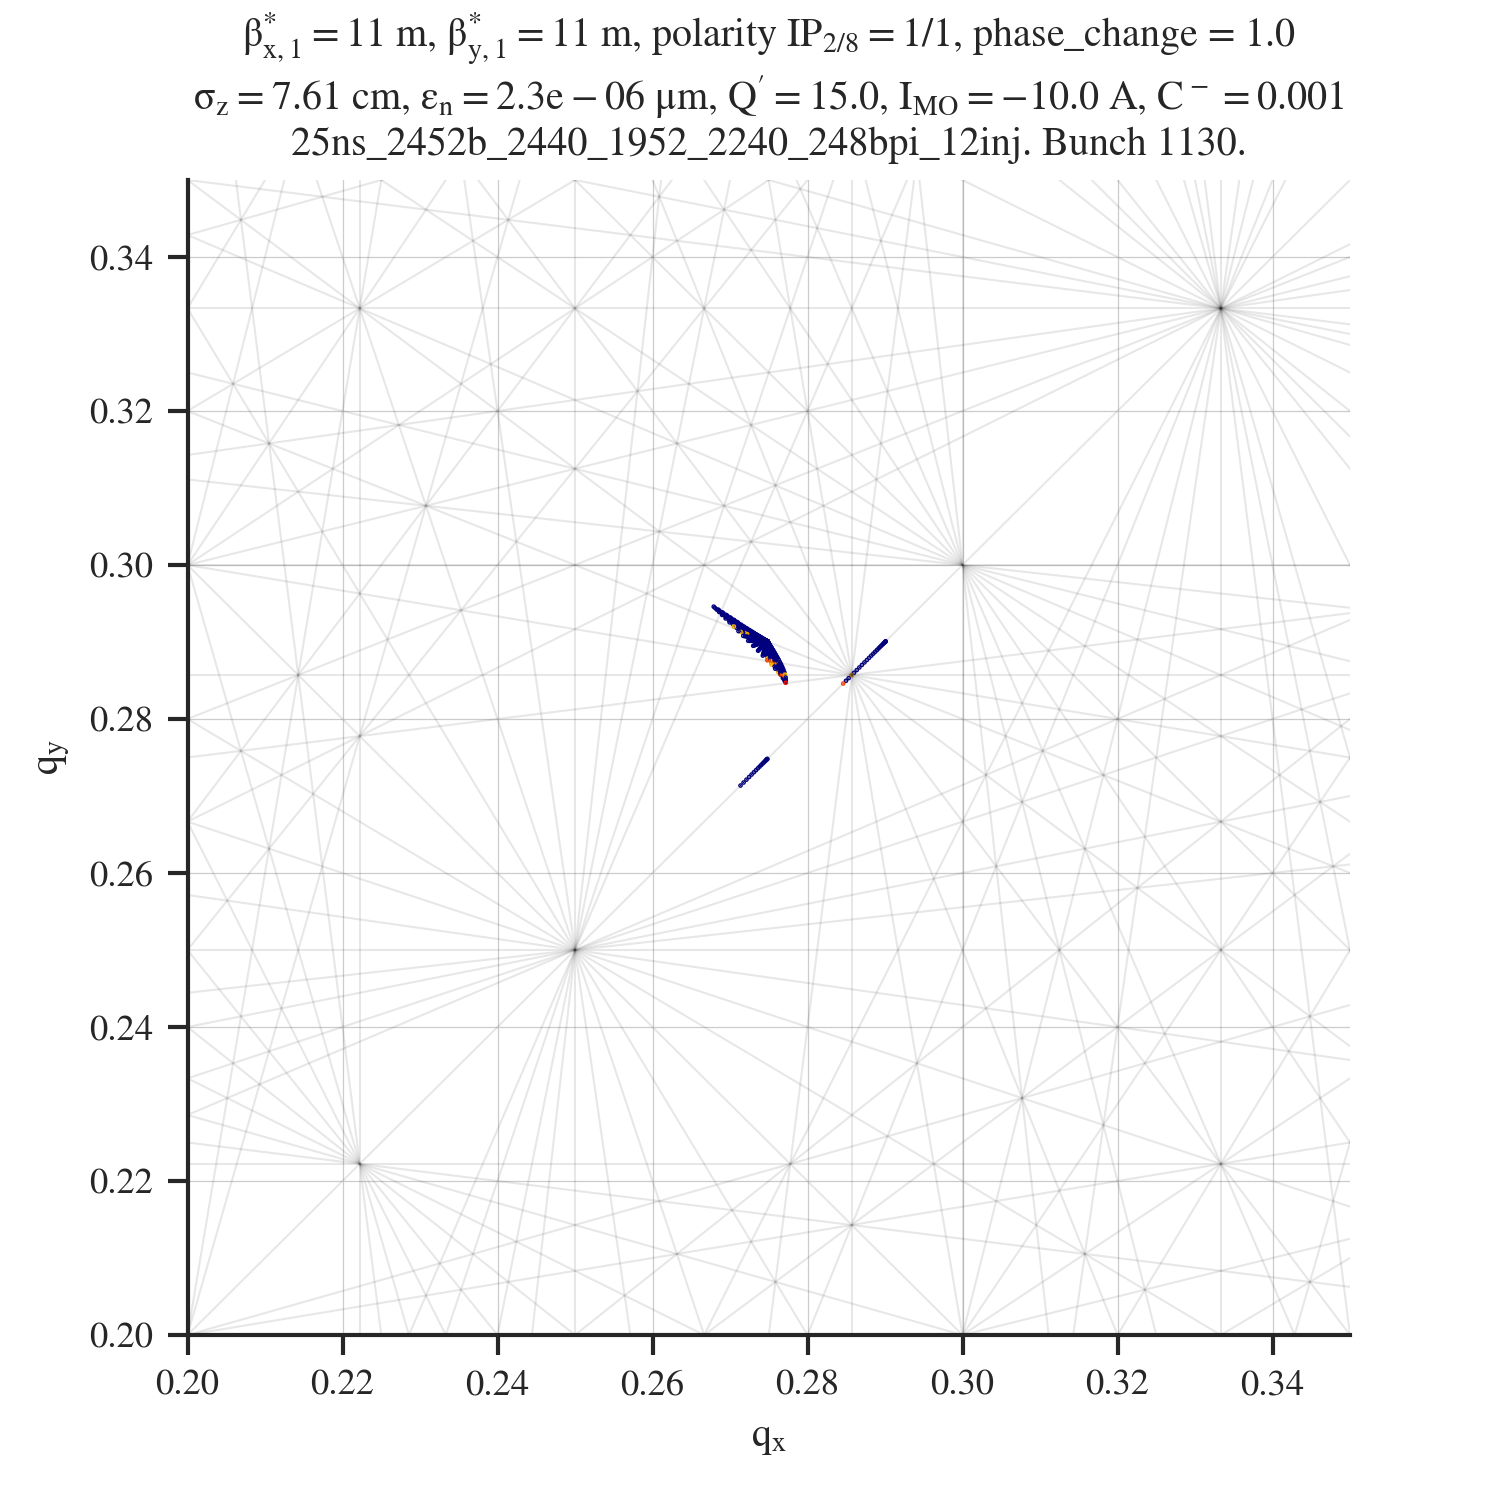 β*x, 1 = 11 m, β*y, 1 = 11 m, polarity IP2/8 = 1/1, phase_change = 1.0
σz = 7.61 cm, εn = 2.3e − 06 μm, Q′ = 15.0, IMO = −10.0 A, C− = 0.001
25ns_2452b_2440_1952_2240_248bpi_12inj. Bunch 1130.
0.34
0.32
0.30
0.28
qy
0.26
0.24
0.22
0.20
0.20 0.22 0.24 0.26 0.28 0.30 0.32 0.34
qx